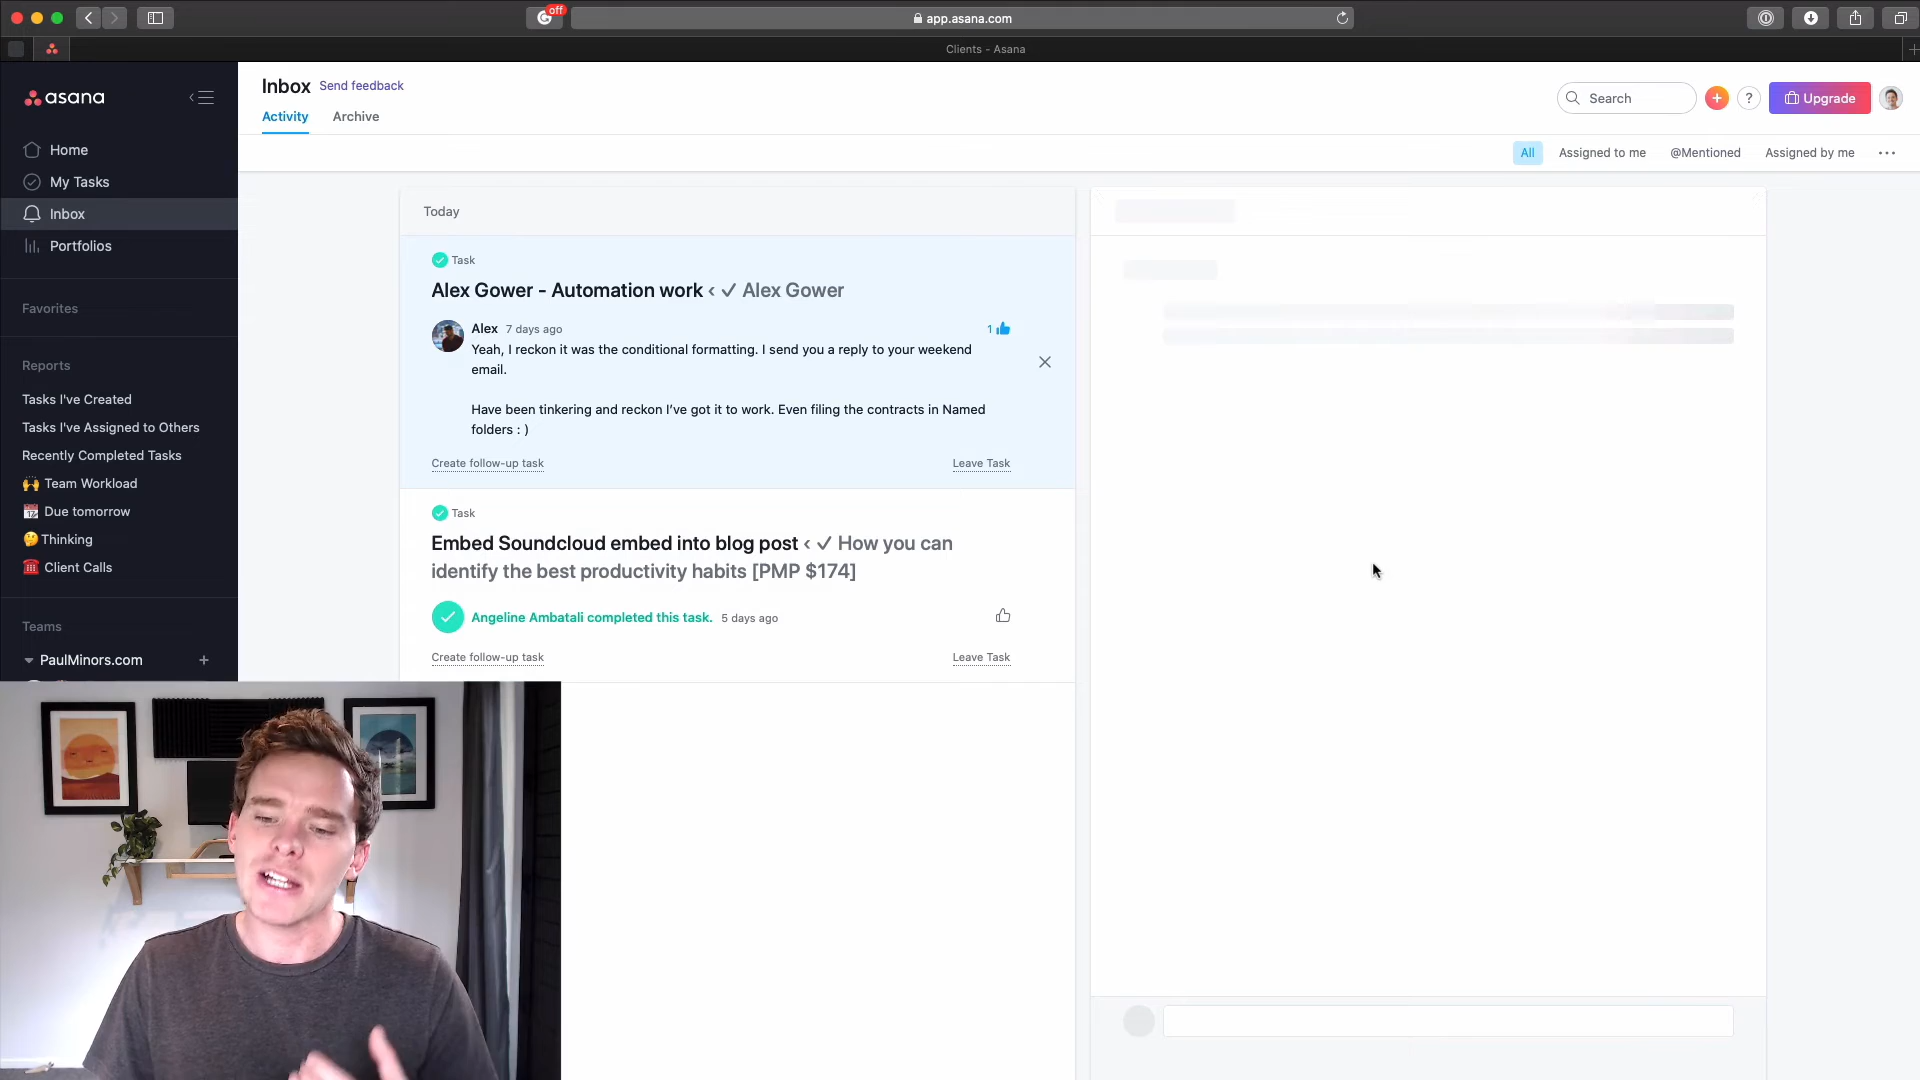 off
app.asana.com
Clients - Asana
asana
Home
My Tasks
Inbox
Portfolios
Favorites
Reports
Tasks I've Created
Tasks I've Assigned to Others
Recently Completed Tasks
🙌 Team Workload
📆 Due tomorrow
🤔 Thinking
☎️ Client Calls
Teams
PaulMinors.com
+
Inbox Send feedback
Activity Archive
Search
+
?
Upgrade
All Assigned to me @Mentioned Assigned by me ...
Today
Task
Alex Gower - Automation work ‹ ✓ Alex Gower
Alex 7 days ago
1
Yeah, I reckon it was the conditional formatting. I send you a reply to your weekend
email.
Have been tinkering and reckon I've got it to work. Even filing the contracts in Named
folders : )
Create follow-up task Leave Task
Task
Embed Soundcloud embed into blog post ‹ ✓ How you can
identify the best productivity habits [PMP $174]
Angeline Ambatali completed this task. 5 days ago
Create follow-up task Leave Task